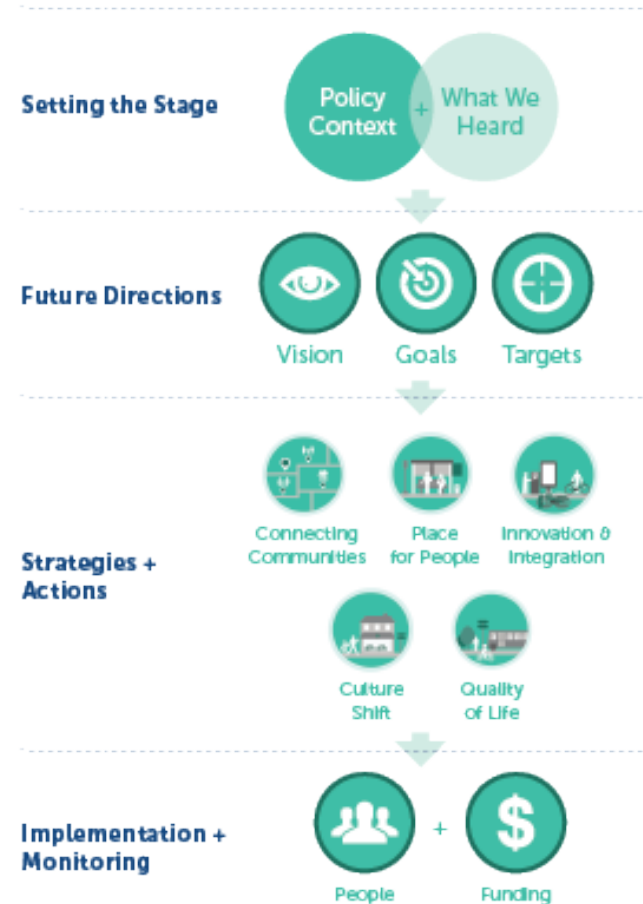 Setting the Stage
Policy
Context
+
What We
Heard
Future Directions
Vision
Goals
Targets
Strategies +
Actions
Connecting
Communities
Place
for People
Innovation &
Integration
Culture
Shift
Quality
of Life
Implementation +
Monitoring
+
$
People
Funding